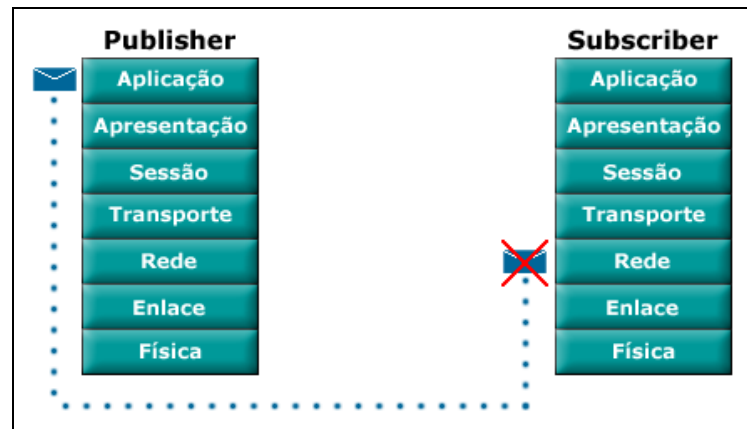 Publisher
Aplicação
Apresentação
Sessão
Transporte
Rede
Enlace
Física
Subscriber
Aplicação
Apresentação
Sessão
Transporte
Rede
Enlace
Física